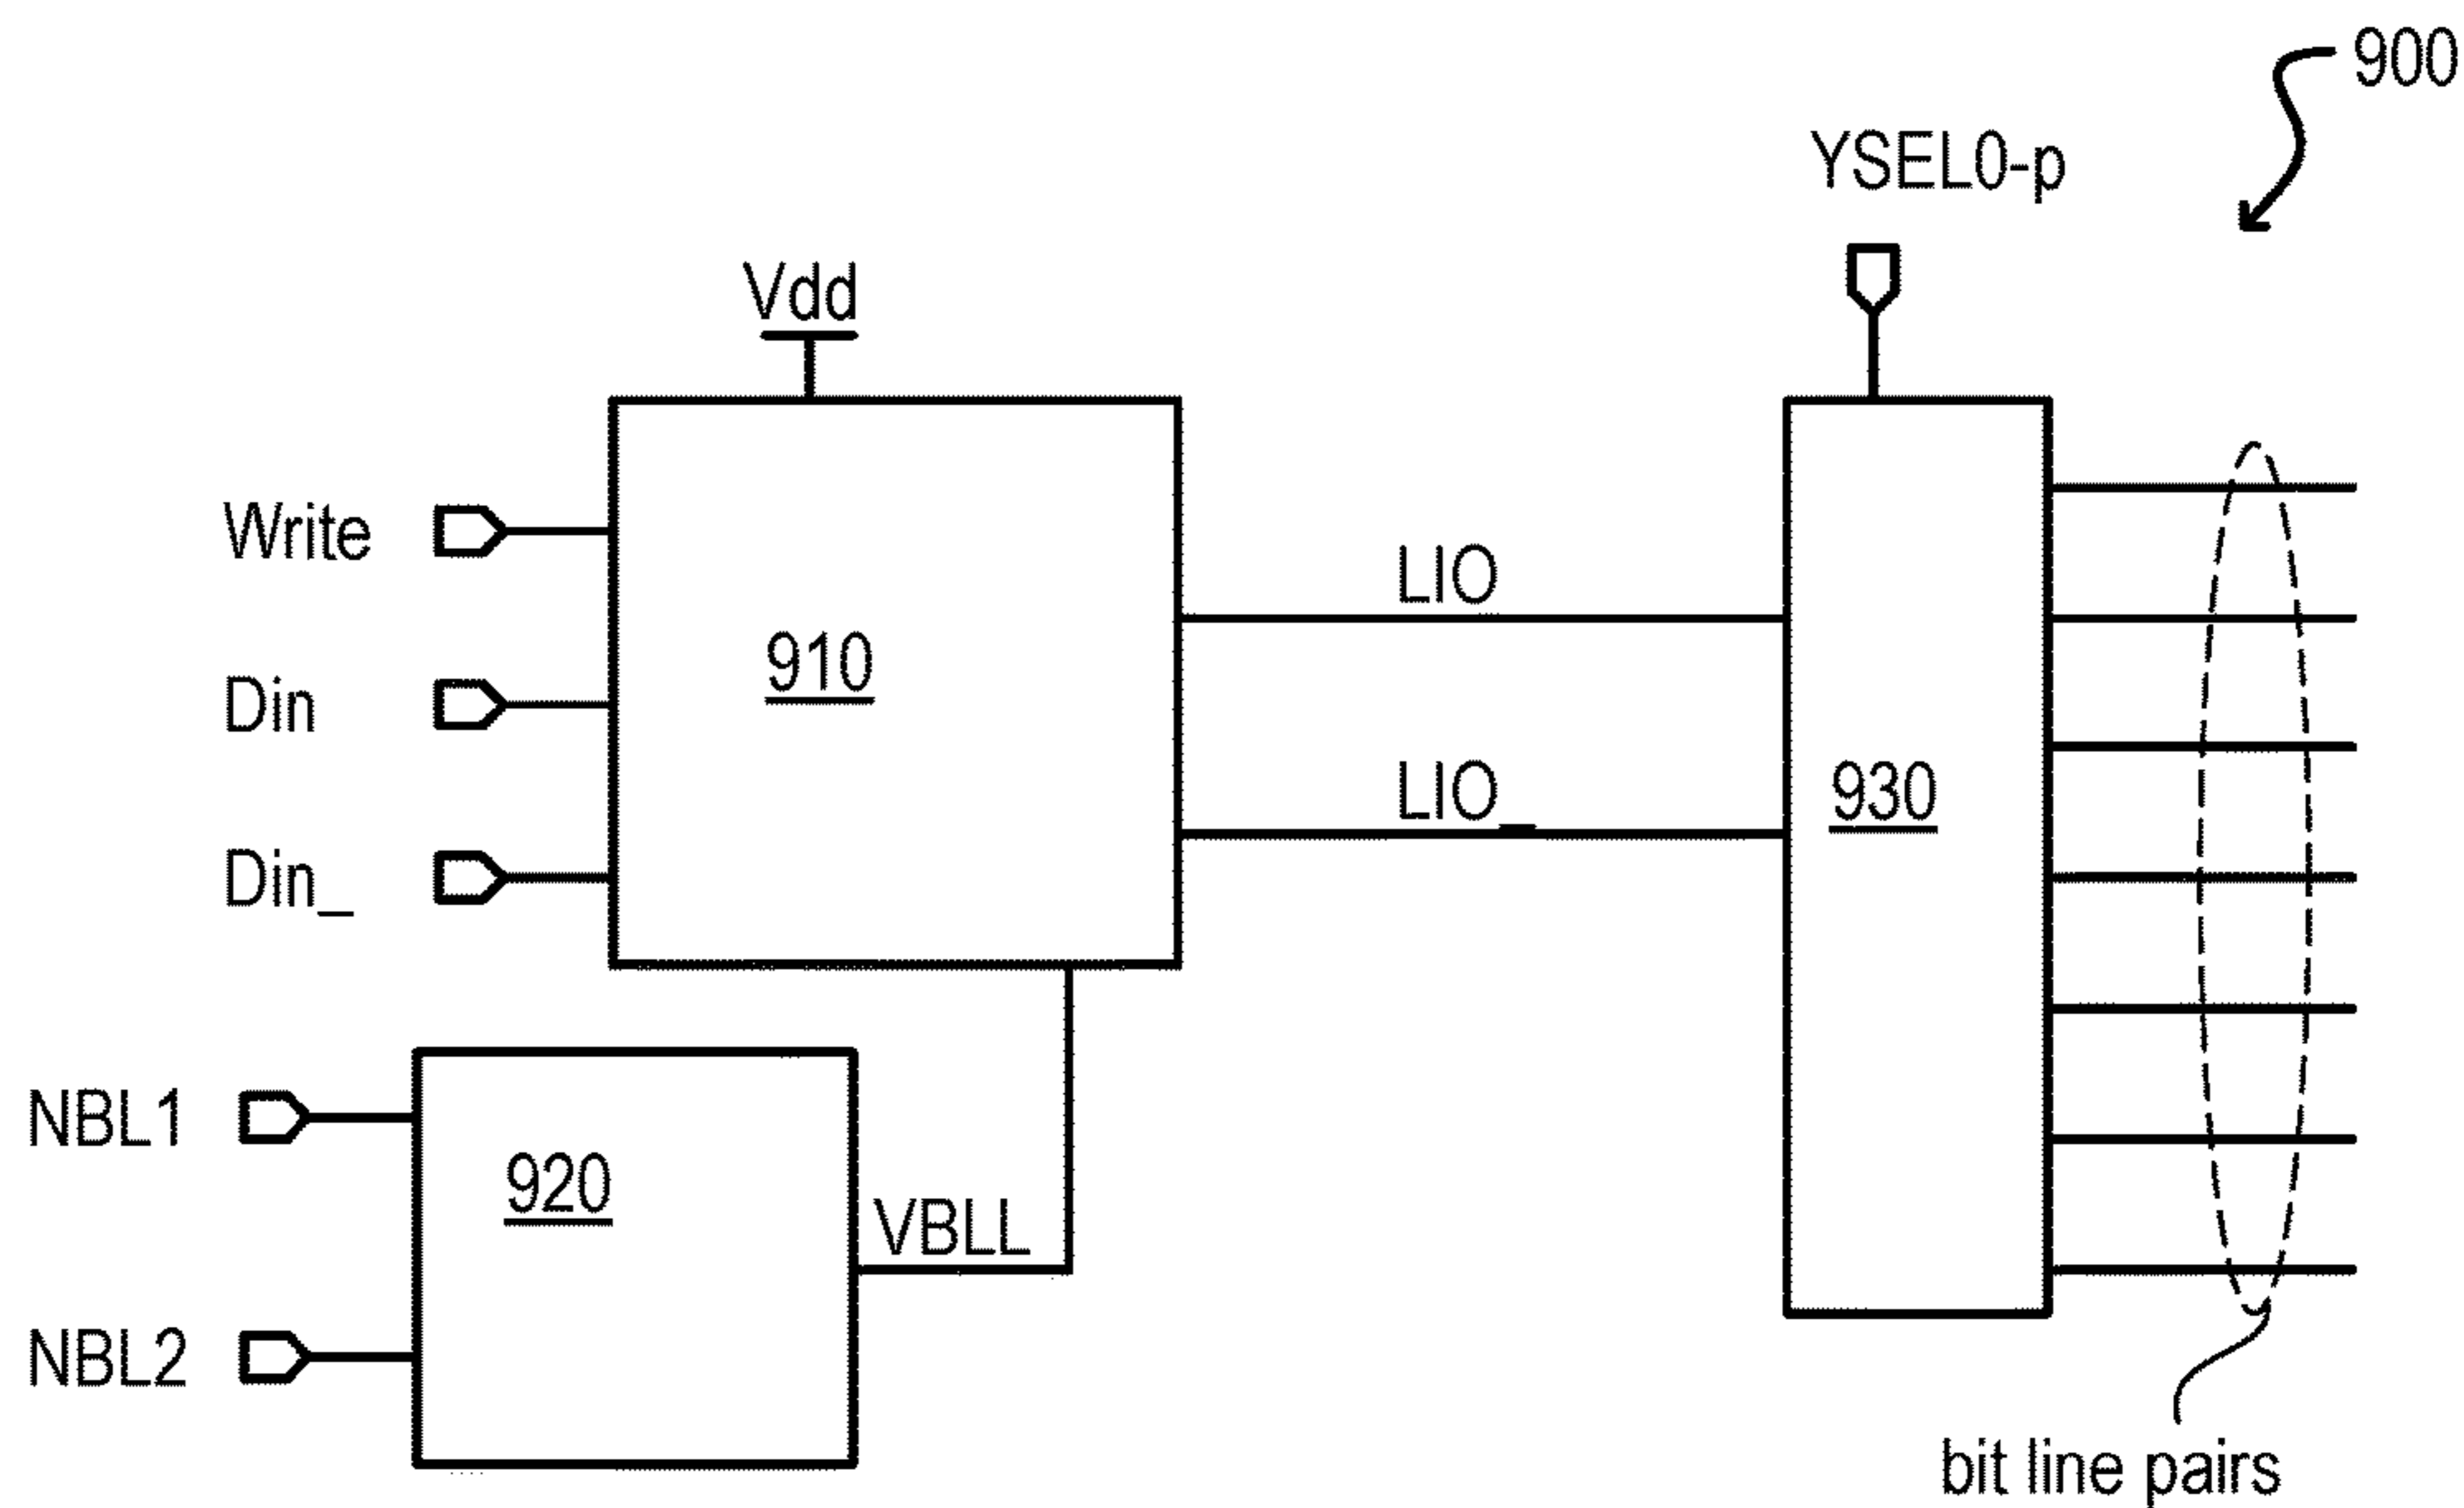 900
YSEL0-p
Vdd
Write
LIO
910
Din
LIO_
930
Din_
NBL1
920
VBLL
NBL2
bit line pairs